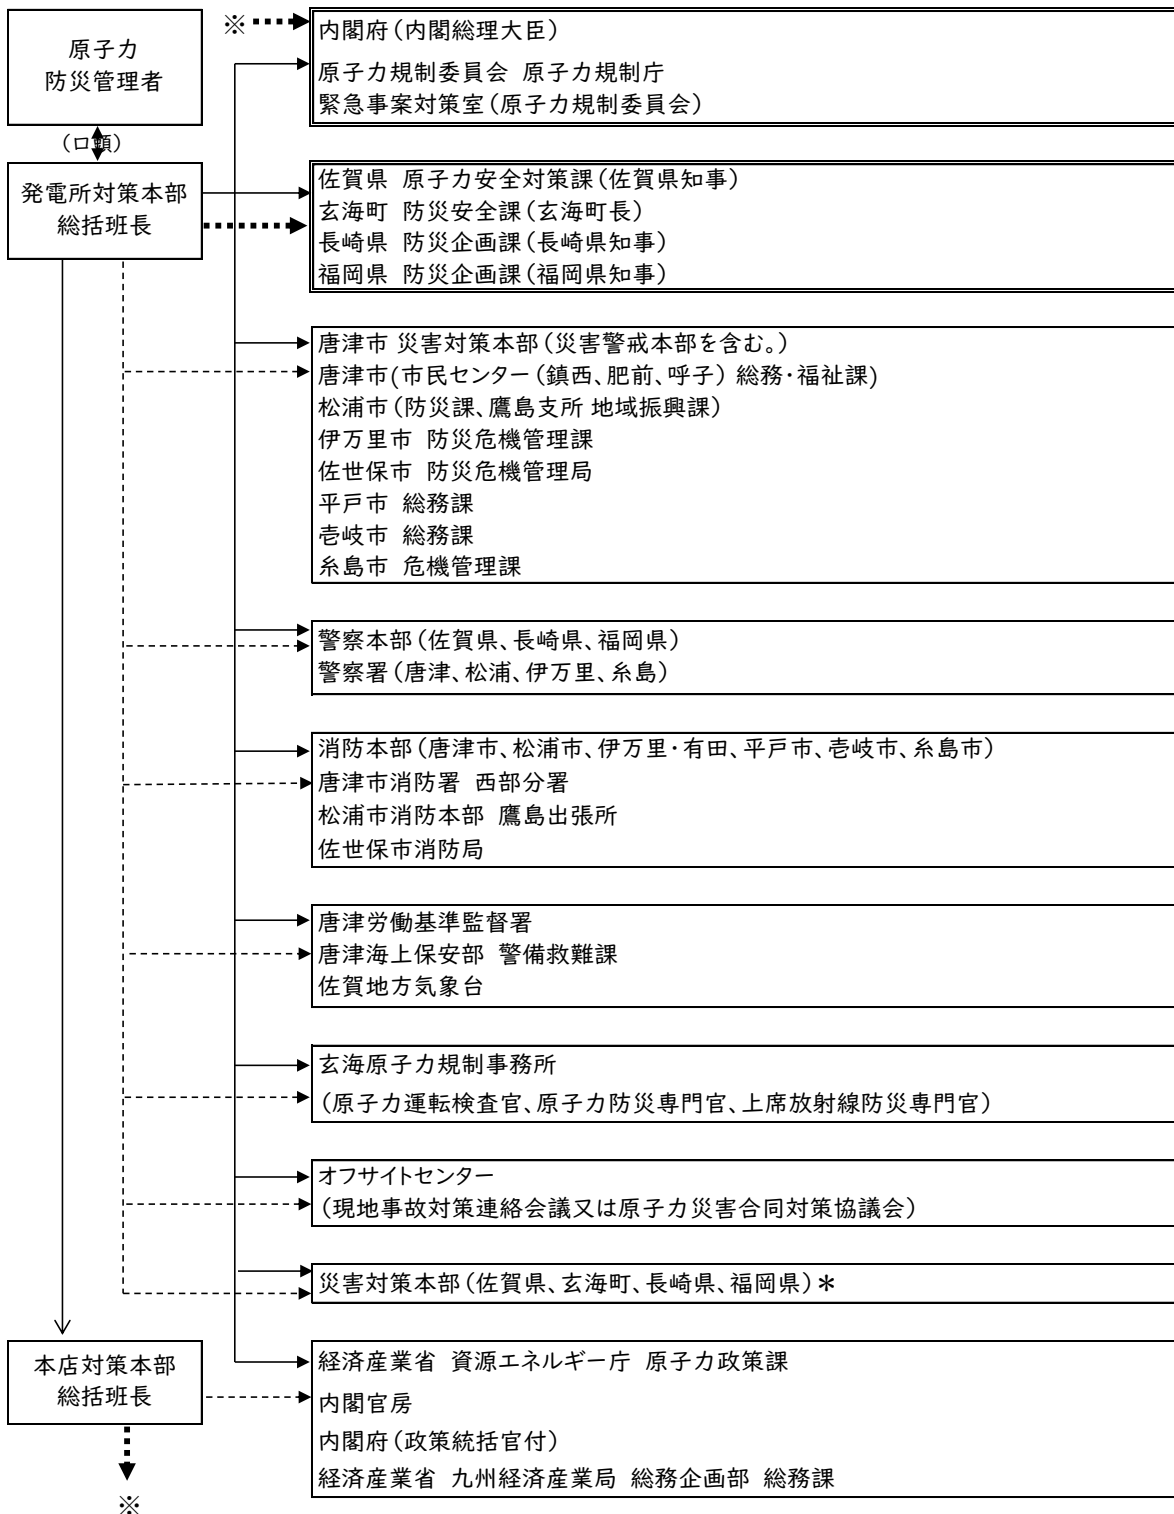 ※
原子力
防災管理者
(口頭)
発電所対策本部
総括班長
内閣府(内閣総理大臣)
原子力規制委員会 原子力規制庁
緊急事案対策室(原子力規制委員会)
佐賀県 原子力安全対策課(佐賀県知事)
玄海町 防災安全課(玄海町長)
長崎県 防災企画課(長崎県知事)
福岡県 防災企画課(福岡県知事)
唐津市 災害対策本部(災害警戒本部を含む。)
唐津市(市民センター(鎮西、肥前、呼子) 総務・福祉課)
松浦市(防災課、鷹島支所 地域振興課)
伊万里市 防災危機管理課
佐世保市 防災危機管理局
平戸市 総務課
壱岐市 総務課
糸島市 危機管理課
警察本部(佐賀県、長崎県、福岡県)
警察署(唐津、松浦、伊万里、糸島)
消防本部(唐津市、松浦市、伊万里・有田、平戸市、壱岐市、糸島市)
唐津市消防署 西部分署
松浦市消防本部 鷹島出張所
佐世保市消防局
唐津労働基準監督署
唐津海上保安部 警備救難課
佐賀地方気象台
玄海原子力規制事務所
(原子力運転検査官、原子力防災専門官、上席放射線防災専門官)
オフサイトセンター
(現地事故対策連絡会議又は原子力災害合同対策協議会)
災害対策本部(佐賀県、玄海町、長崎県、福岡県)*
本店対策本部
総括班長
経済産業省 資源エネルギー庁 原子力政策課
内閣官房
内閣府(政策統括官付)
経済産業省 九州経済産業局 総務企画部 総務課
※